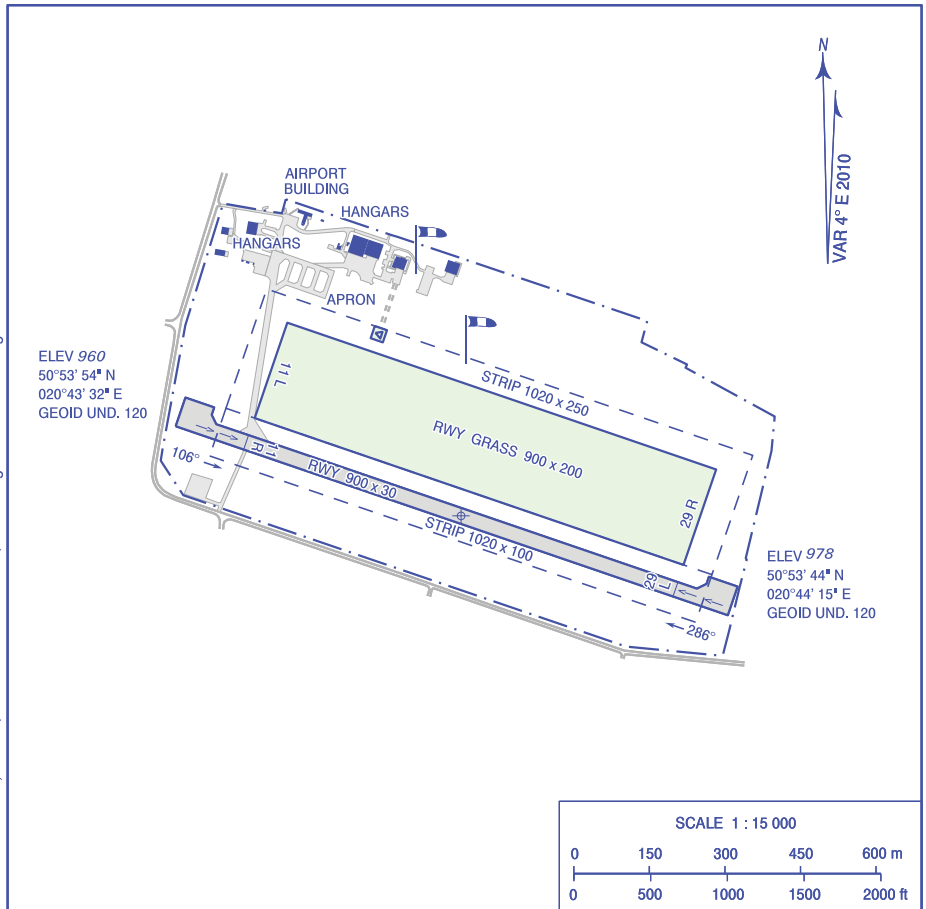 N
VAR 4° E 2010
AIRPORT
BUILDING
HANGARS
HANGARS
APRON
ELEV 960
50°53' 54" N
020°43' 32" E
GEOID UND. 120
11 L
STRIP 1020 x 250
RWY GRASS 900 x 200
11 R
106°
RWY 900 x 30
STRIP 1020 x 100
29 R
29 L
ELEV 978
50°53' 44" N
020°44' 15" E
GEOID UND. 120
286°
SCALE 1 : 15 000
0 150 300 450 600 m
0 500 1000 1500 2000 ft